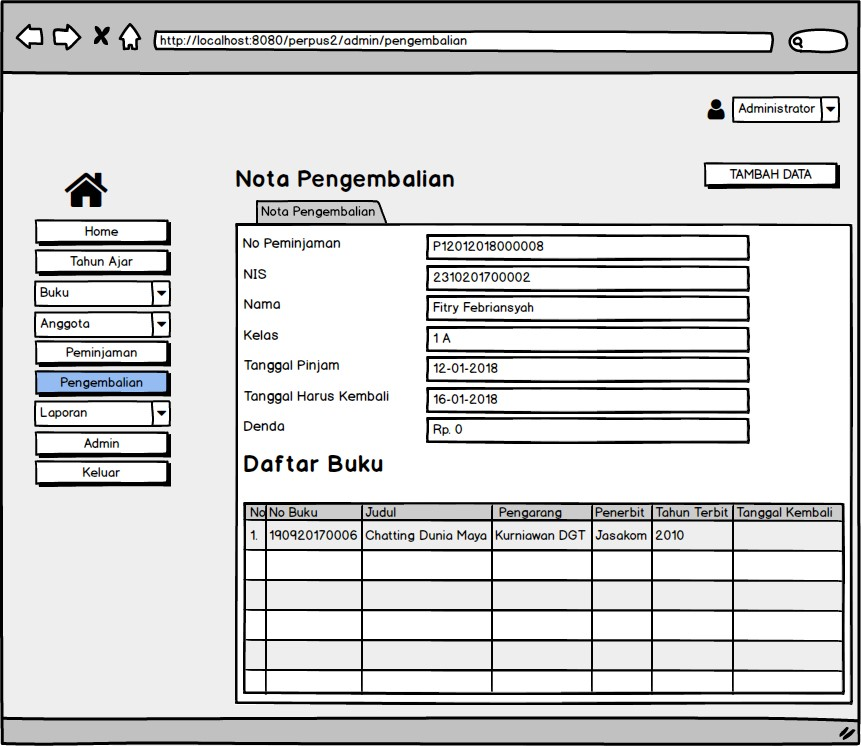 http://localhost:8080/perpus2/admin/pengembalian
Administrator
Nota Pengembalian
TAMBAH DATA
Nota Pengembalian
Home
Tahun Ajar
Buku
Anggota
Peminjaman
Pengembalian
Laporan
Admin
Keluar
No Peminjaman P12012018000008
NIS 2310201700002
Nama Fitry Febriansyah
Kelas 1 A
Tanggal Pinjam 12-01-2018
Tanggal Harus Kembali 16-01-2018
Denda Rp. 0
Daftar Buku
No No Buku Judul Pengarang Penerbit Tahun Terbit Tanggal Kembali
1. 190920170006 Chatting Dunia Maya Kurniawan DGT Jasakom 2010